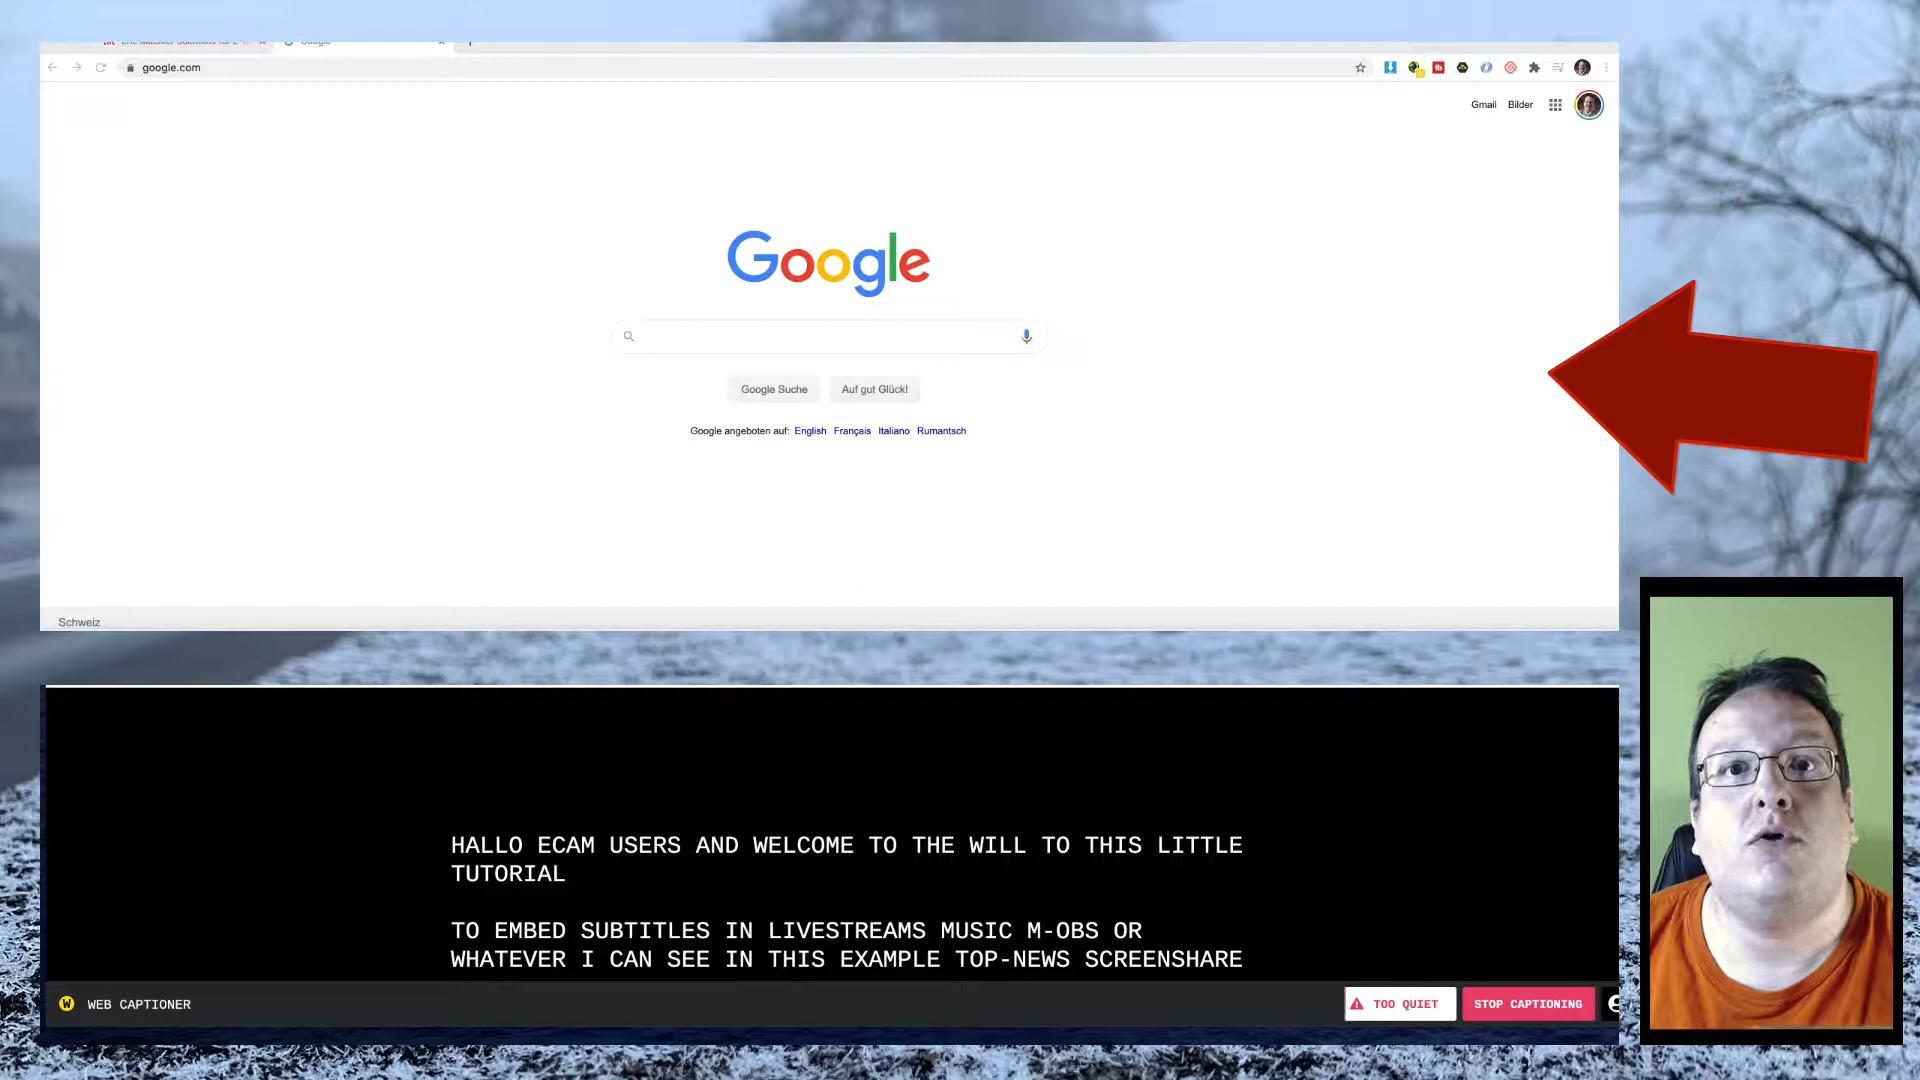 google.com
Gmail Bilder
Google
Google Suche Auf gut Glück!
Google angeboten auf: English Français Italiano Rumantsch
Schweiz
HALLO ECAM USERS AND WELCOME TO THE WILL TO THIS LITTLE
TUTORIAL
TO EMBED SUBTITLES IN LIVESTREAMS MUSIC M-OBS OR
WHATEVER I CAN SEE IN THIS EXAMPLE TOP-NEWS SCREENSHARE
WEB CAPTIONER
TOO QUIET STOP CAPTIONING